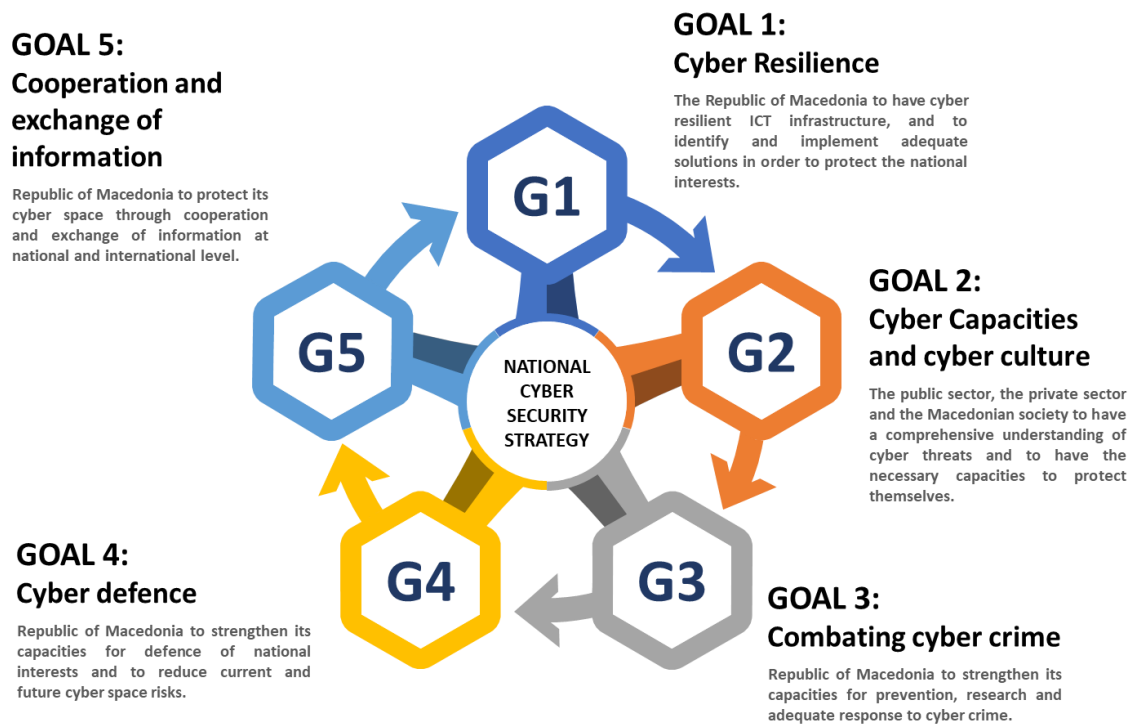 GOAL 1:
Cyber Resilience
The Republic of Macedonia to have cyber
resilient ICT infrastructure, and to
identify and implement adequate
solutions in order to protect the national
interests.
GOAL 2:
Cyber Capacities
and cyber culture
The public sector, the private sector
and the Macedonian society to have
a comprehensive understanding of
cyber threats and to have the
necessary capacities to protect
themselves.
GOAL 3:
Combating cyber crime
Republic of Macedonia to strengthen its
capacities for prevention, research and
adequate response to cyber crime.
GOAL 4:
Cyber defence
Republic of Macedonia to strengthen its
capacities for defence of national
interests and to reduce current and
future cyber space risks.
GOAL 5:
Cooperation and
exchange of
information
Republic of Macedonia to protect its
cyber space through cooperation
and exchange of information at
national and international level.
G1
G2
G3
G4
G5
NATIONAL
CYBER
SECURITY
STRATEGY